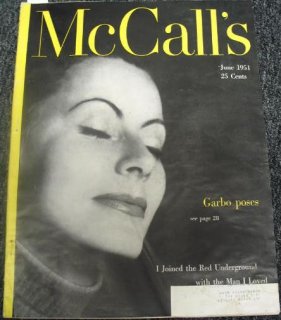 McCall's
June 1951
25 Cents
Garbo poses
see page 28
I Joined the Red Underground
with the Man I Loved